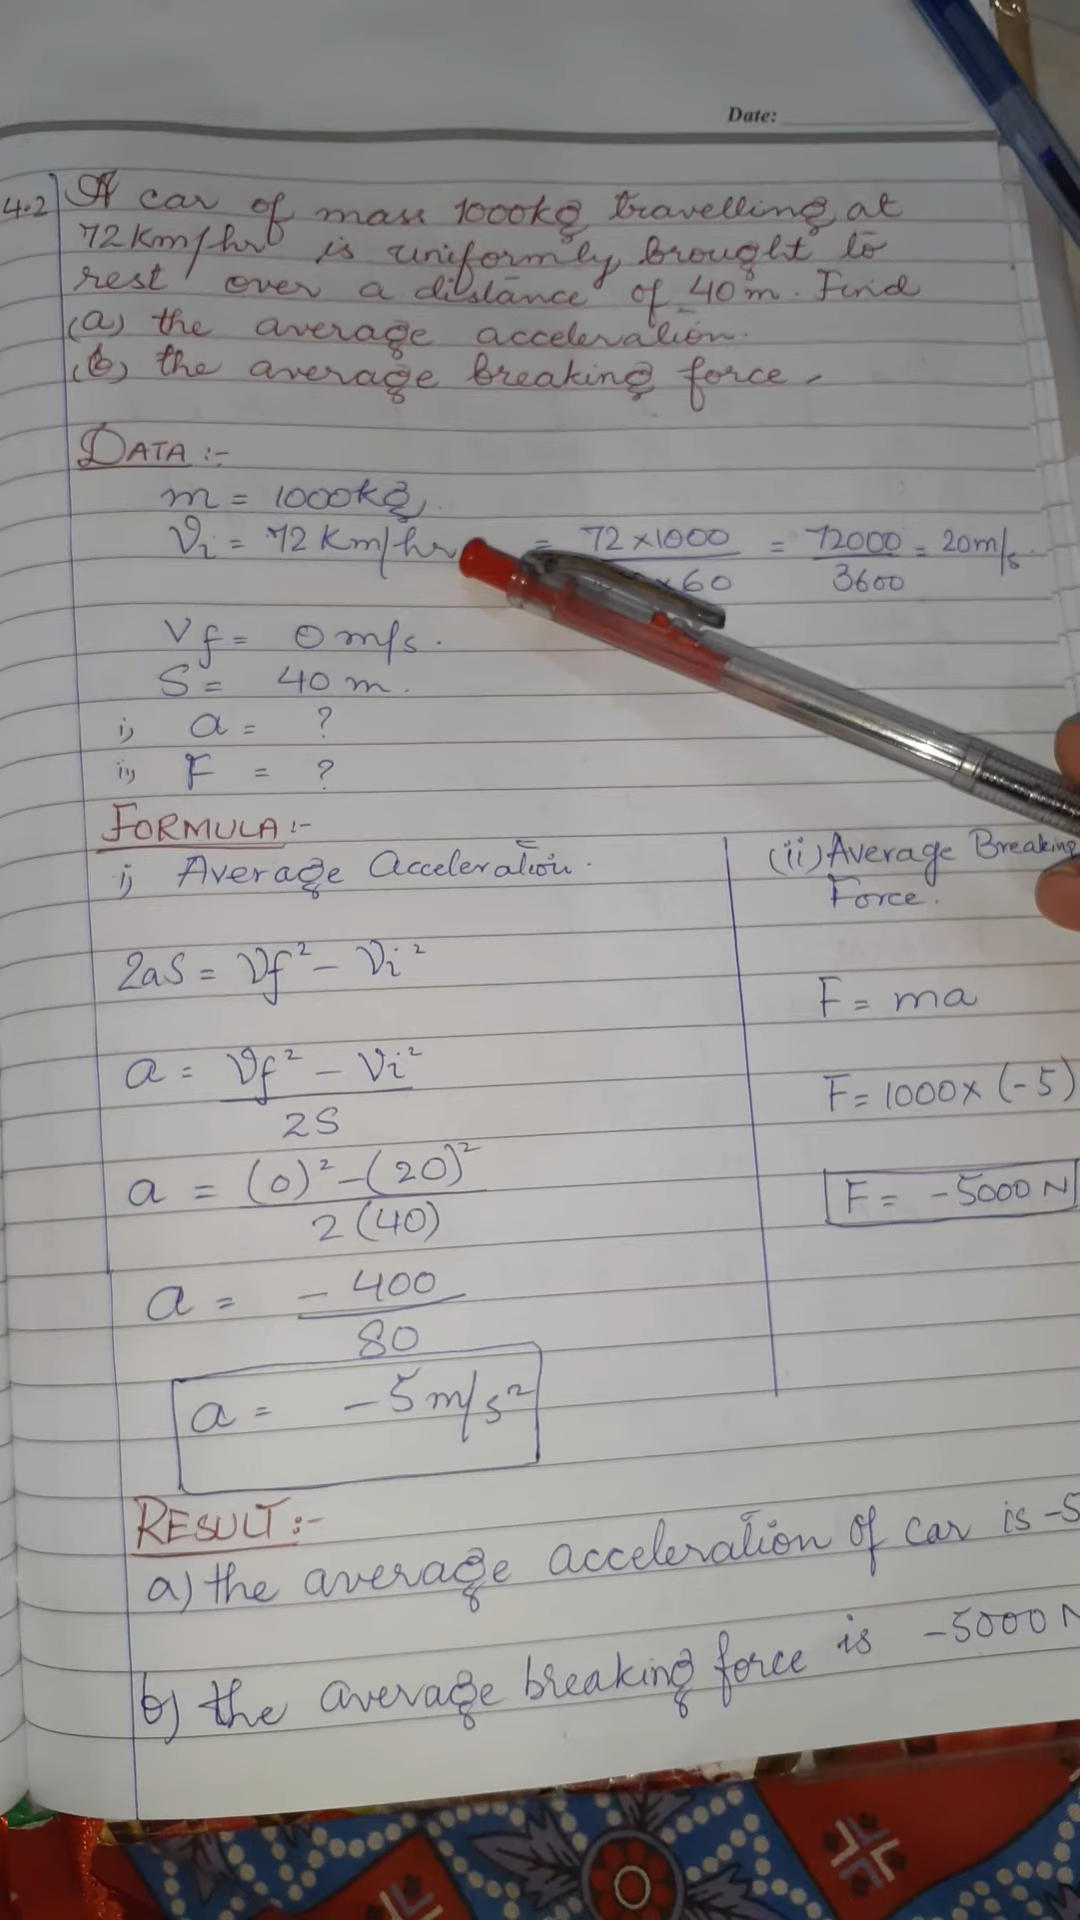 Date:
4.2 A car of mass 1000kg travelling at
72 Km/hr is uniformly brought to
rest over a distance of 40m. Find
(a) the average acceleration.
(b) the average breaking force.
DATA :-
m = 1000kg.
Vi = 72 Km/hr = 72 x 1000 / x 60 = 72000 / 3600 = 20m/s.
Vf = 0 m/s.
S = 40 m.
i) a = ?
ii) F = ?
FORMULA :-
i) Average Acceleration.
2aS = Vf² - Vi²
a = Vf² - Vi² / 2S
a = (0)² - (20)² / 2(40)
a = - 400 / 80
a = - 5 m/s²
(ii) Average Breaking
Force.
F = ma
F = 1000 x (-5)
F = - 5000 N
RESULT :-
a) the average acceleration of car is -5
b) the average breaking force is -5000 N